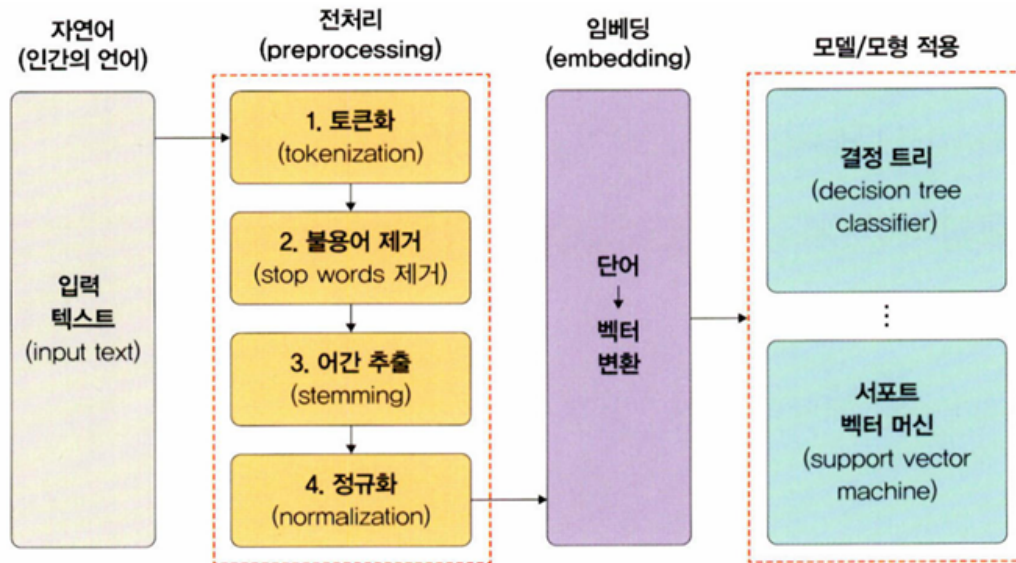 자연어
(인간의 언어)
입력
텍스트
(input text)
전처리
(preprocessing)
1. 토큰화
(tokenization)
2. 불용어 제거
(stop words 제거)
3. 어간 추출
(stemming)
4. 정규화
(normalization)
임베딩
(embedding)
단어
벡터
변환
모델/모형 적용
결정 트리
(decision tree
classifier)
⋮
서포트
벡터 머신
(support vector
machine)